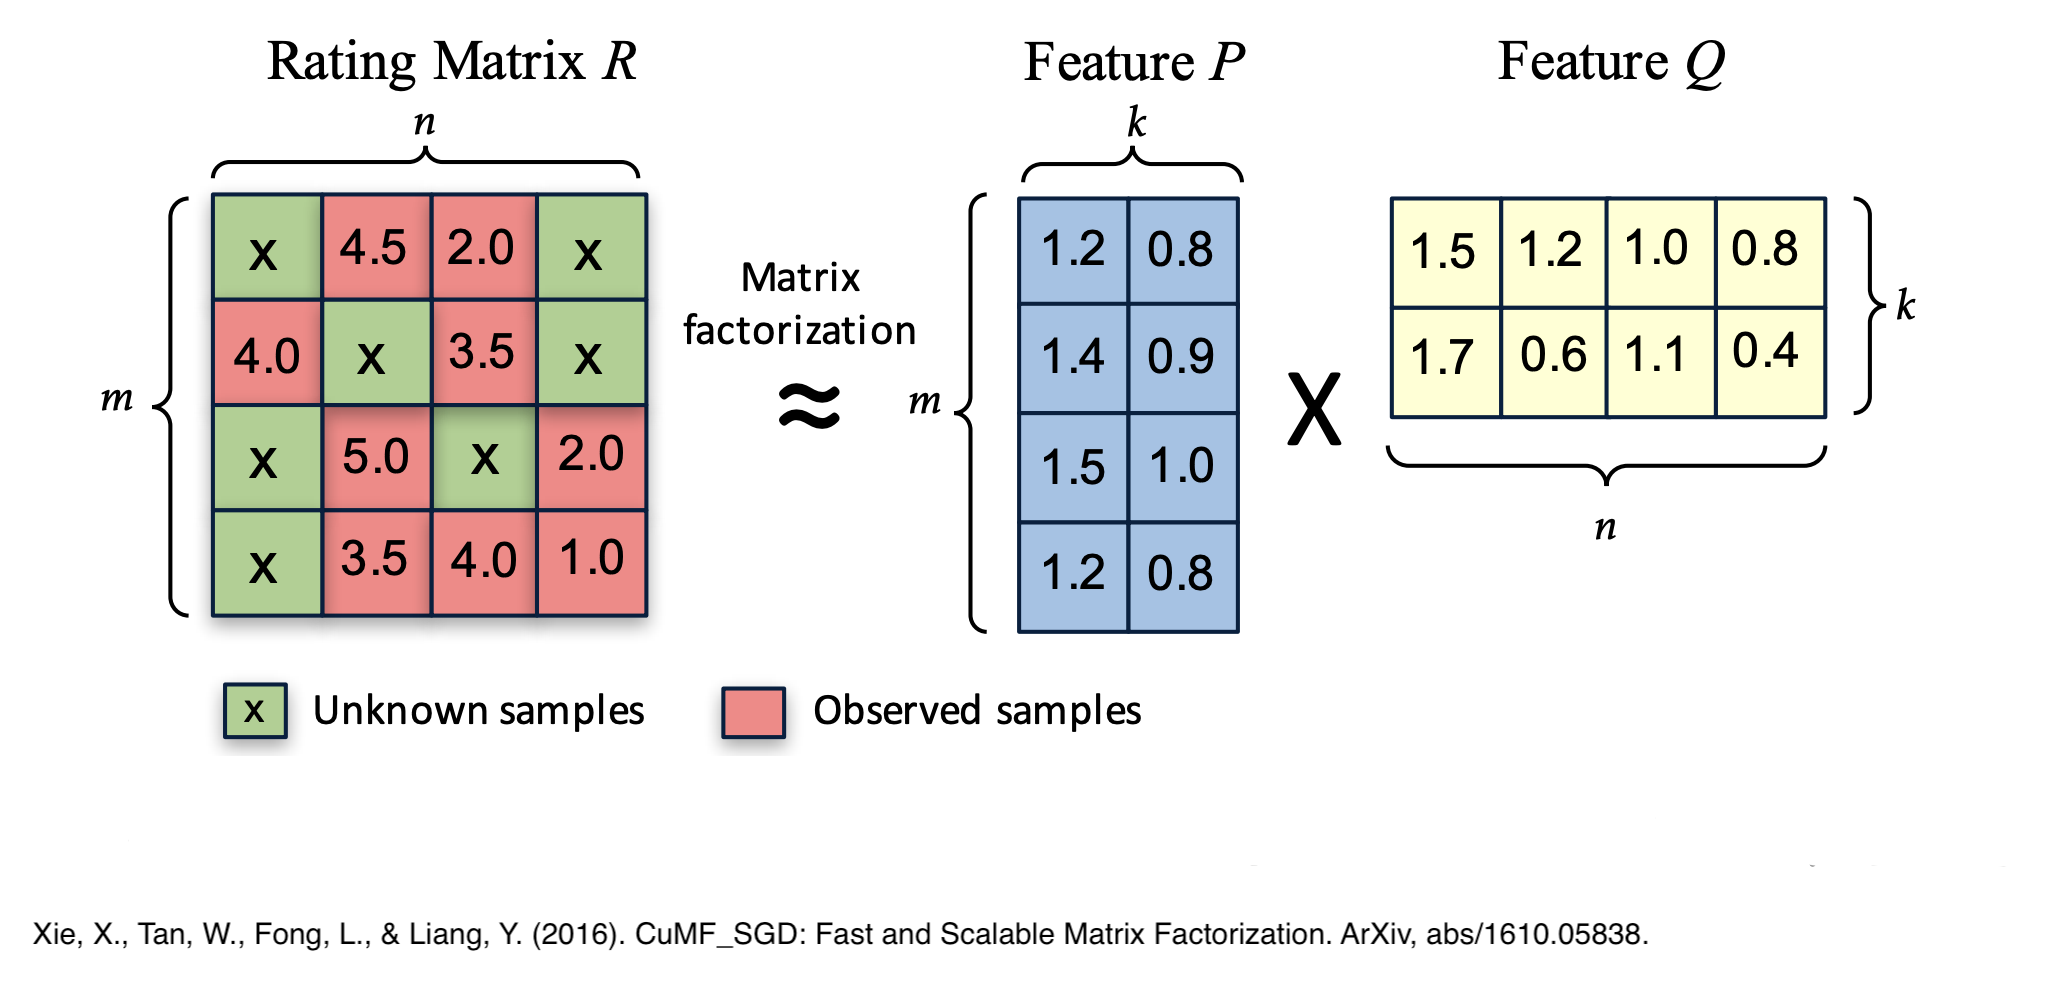 Rating Matrix R
Feature P
Feature Q
n
k
m
x 4.5 2.0 x
4.0 x 3.5 x
x 5.0 x 2.0
x 3.5 4.0 1.0
Matrix
factorization
≈
m
1.2 0.8
1.4 0.9
1.5 1.0
1.2 0.8
X
1.5 1.2 1.0 0.8
1.7 0.6 1.1 0.4
k
n
x Unknown samples
Observed samples
Xie, X., Tan, W., Fong, L., & Liang, Y. (2016). CuMF_SGD: Fast and Scalable Matrix Factorization. ArXiv, abs/1610.05838.